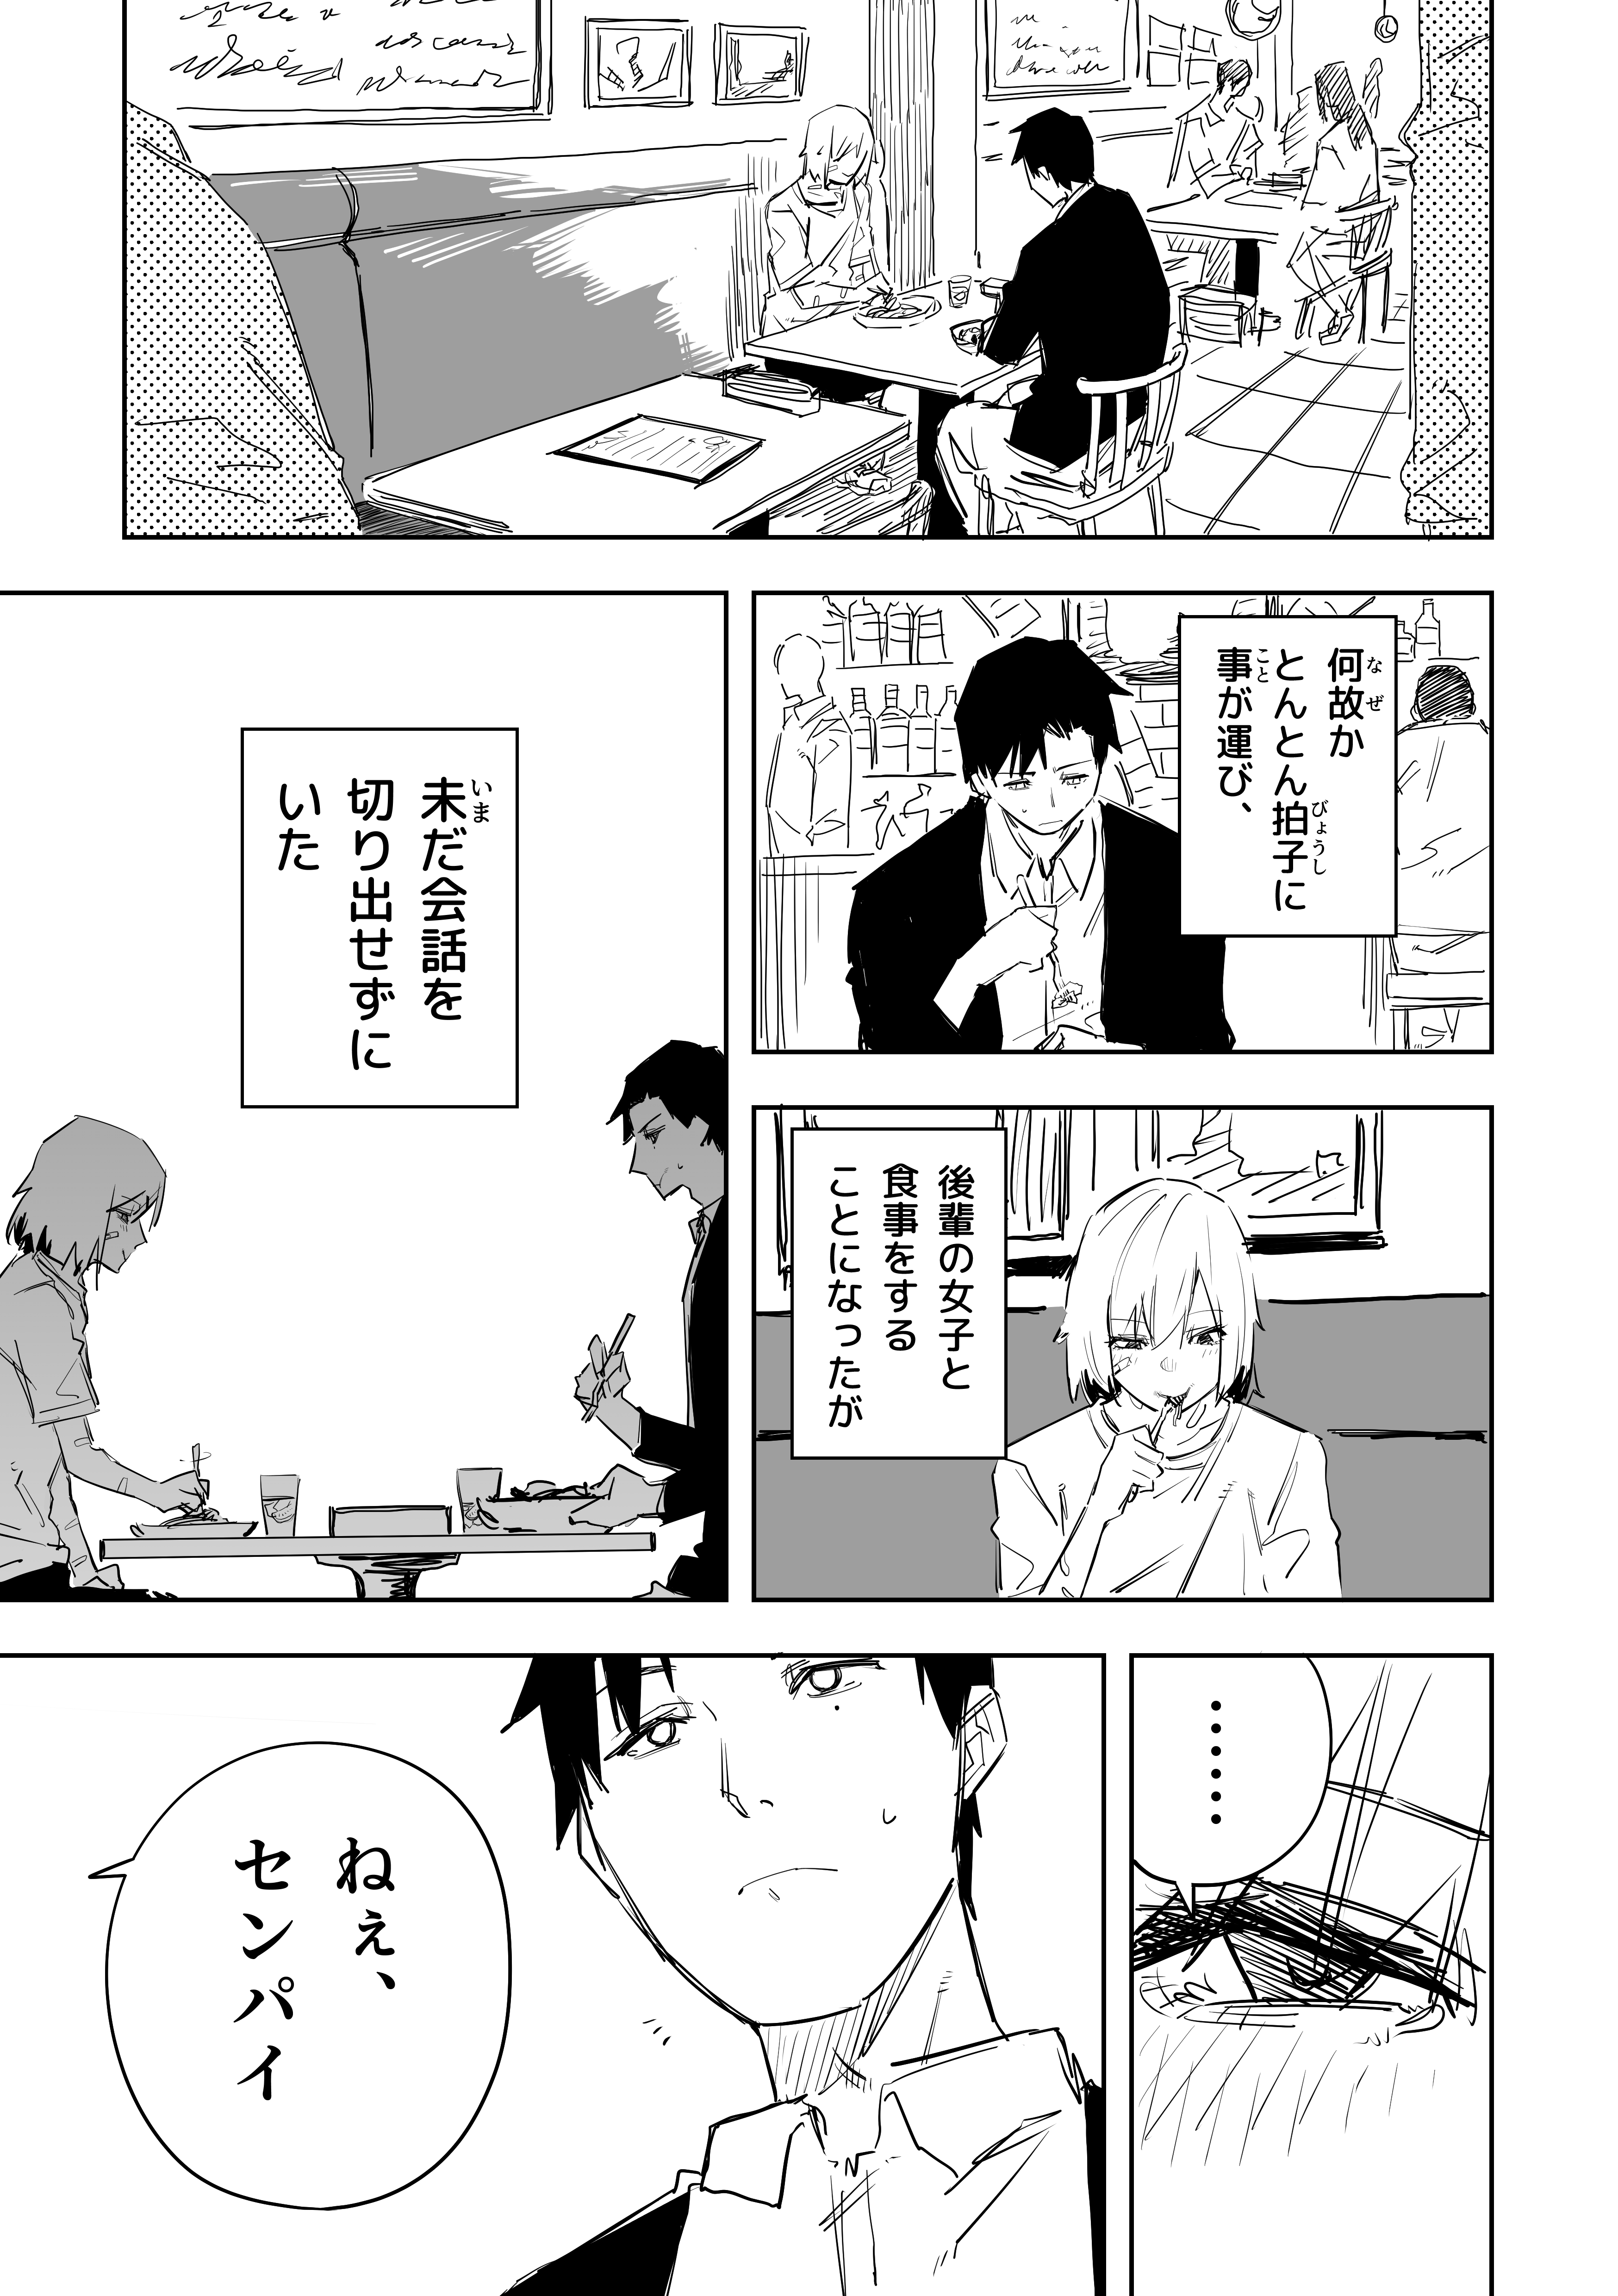 何故か
とんとん拍子に
事が運び、
後輩の女子と
食事をする
ことになったが
未だ会話を
切り出せずに
いた
……
ねぇ、
センパイ